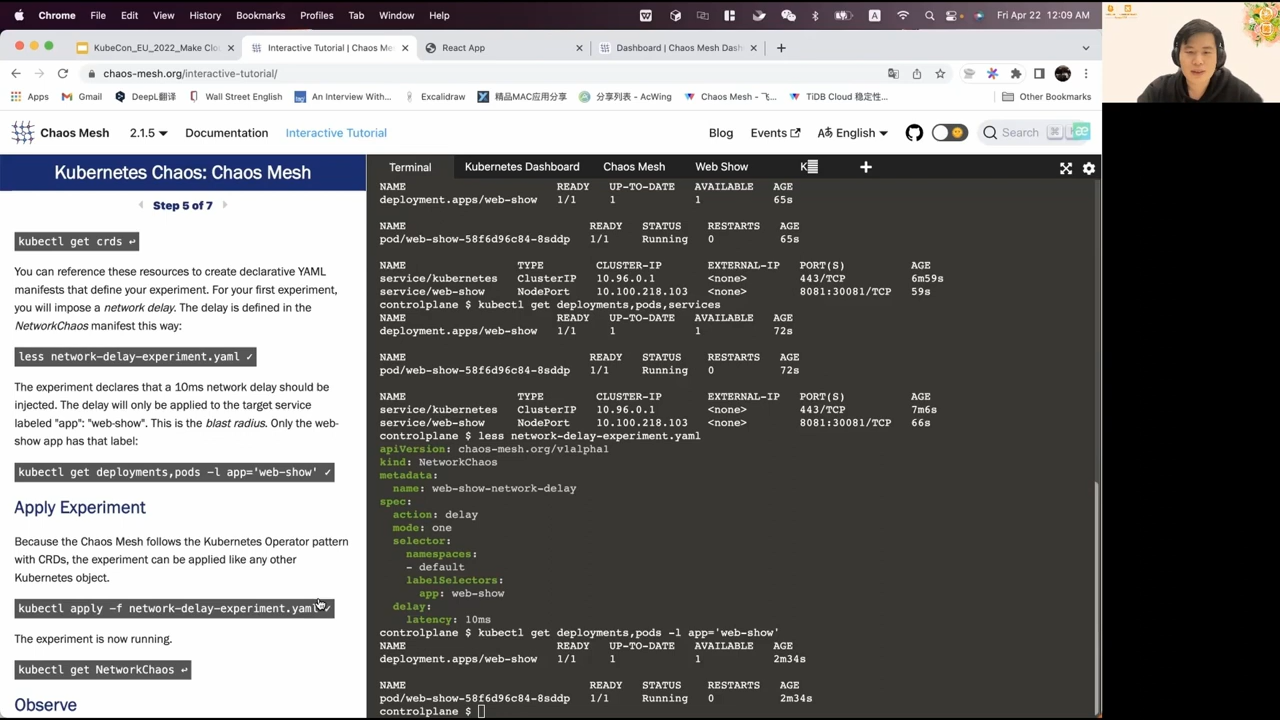 Chrome File Edit View History Bookmarks Profiles Tab Window Help Fri Apr 22 12:09 AM
KubeCon_EU_2022_Make Clo Interactive Tutorial | Chaos Me React App Dashboard | Chaos Mesh Dash
chaos-mesh.org/interactive-tutorial/
Apps Gmail DeepL翻译 Wall Street English An Interview With... Excalidraw 精品MAC应用分享 分享列表 - AcWing Chaos Mesh - 飞... TiDB Cloud 稳定性... Other Bookmarks
Chaos Mesh 2.1.5 Documentation Interactive Tutorial Blog Events English Search
Kubernetes Chaos: Chaos Mesh
Step 5 of 7
kubectl get crds ↩
You can reference these resources to create declarative YAML
manifests that define your experiment. For your first experiment,
you will impose a network delay. The delay is defined in the
NetworkChaos manifest this way:
less network-delay-experiment.yaml ✓
The experiment declares that a 10ms network delay should be
injected. The delay will only be applied to the target service
labeled "app": "web-show". This is the blast radius. Only the web-
show app has that label:
kubectl get deployments,pods -l app='web-show' ✓
Apply Experiment
Because the Chaos Mesh follows the Kubernetes Operator pattern
with CRDs, the experiment can be applied like any other
Kubernetes object.
kubectl apply -f network-delay-experiment.yaml ✓
The experiment is now running.
kubectl get NetworkChaos ↩
Observe
Terminal Kubernetes Dashboard Chaos Mesh Web Show K +
NAME READY UP-TO-DATE AVAILABLE AGE
deployment.apps/web-show 1/1 1 1 65s
NAME READY STATUS RESTARTS AGE
pod/web-show-58f6d96c84-8sddp 1/1 Running 0 65s
NAME TYPE CLUSTER-IP EXTERNAL-IP PORT(S) AGE
service/kubernetes ClusterIP 10.96.0.1 <none> 443/TCP 6m59s
service/web-show NodePort 10.100.218.103 <none> 8081:30081/TCP 59s
controlplane $ kubectl get deployments,pods,services
NAME READY UP-TO-DATE AVAILABLE AGE
deployment.apps/web-show 1/1 1 1 72s
NAME READY STATUS RESTARTS AGE
pod/web-show-58f6d96c84-8sddp 1/1 Running 0 72s
NAME TYPE CLUSTER-IP EXTERNAL-IP PORT(S) AGE
service/kubernetes ClusterIP 10.96.0.1 <none> 443/TCP 7m6s
service/web-show NodePort 10.100.218.103 <none> 8081:30081/TCP 66s
controlplane $ less network-delay-experiment.yaml
apiVersion: chaos-mesh.org/v1alpha1
kind: NetworkChaos
metadata:
name: web-show-network-delay
spec:
action: delay
mode: one
selector:
namespaces:
- default
labelSelectors:
app: web-show
delay:
latency: 10ms
controlplane $ kubectl get deployments,pods -l app='web-show'
NAME READY UP-TO-DATE AVAILABLE AGE
deployment.apps/web-show 1/1 1 1 2m34s
NAME READY STATUS RESTARTS AGE
pod/web-show-58f6d96c84-8sddp 1/1 Running 0 2m34s
controlplane $